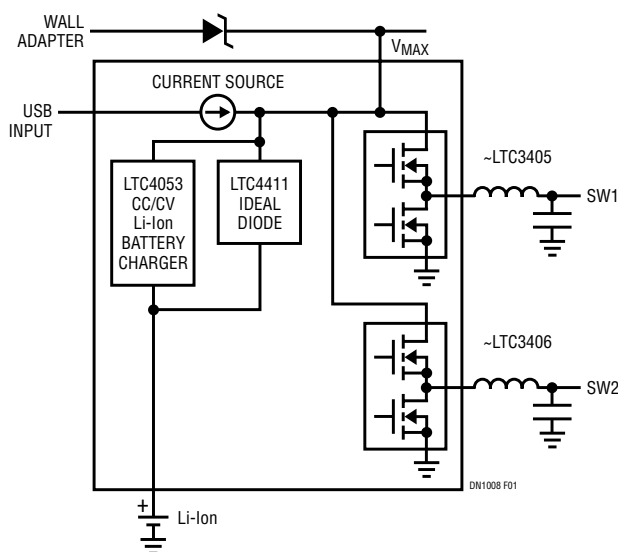 WALL
ADAPTER
VMAX
CURRENT SOURCE
USB
INPUT
LTC4053
CC/CV
Li-Ion
BATTERY
CHARGER
LTC4411
IDEAL
DIODE
~LTC3405
SW1
~LTC3406
SW2
DN1008 F01
+
Li-Ion